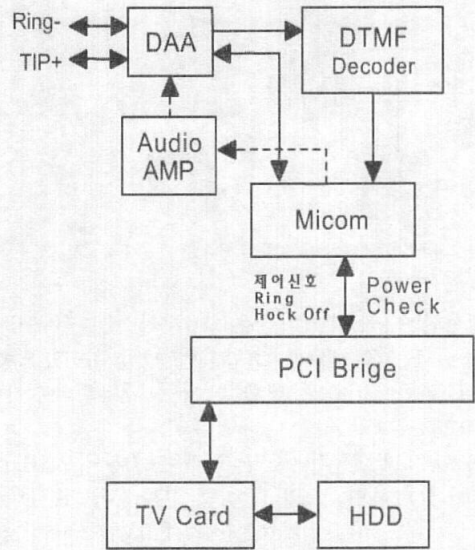 Ring-
TIP+
DAA
DTMF
Decoder
Audio
AMP
Micom
제어신호
Ring
Hock Off
Power
Check
PCI Brige
TV Card
HDD